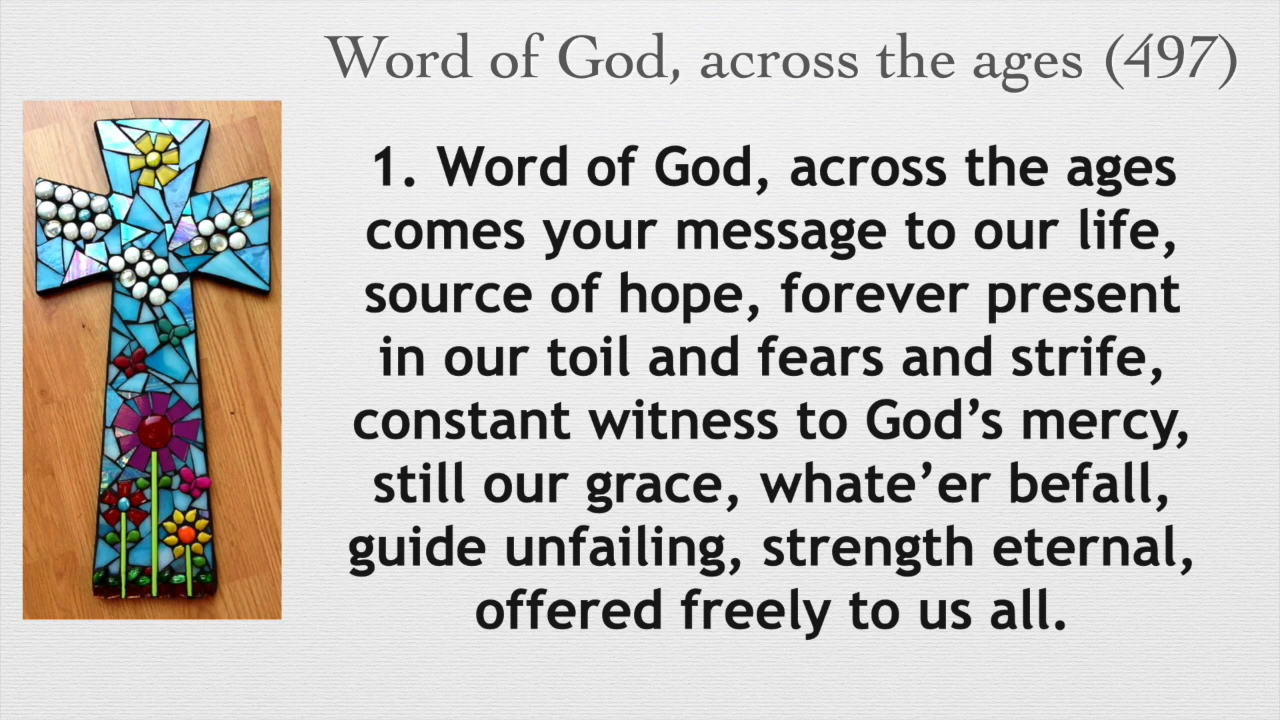 Word of God, across the ages (497)
1. Word of God, across the ages
comes your message to our life,
source of hope, forever present
in our toil and fears and strife,
constant witness to God’s mercy,
still our grace, whate’er befall,
guide unfailing, strength eternal,
offered freely to us all.